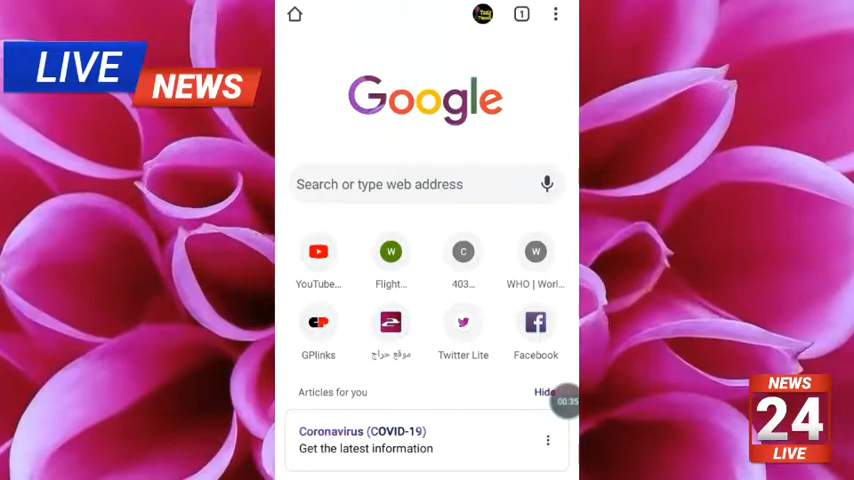 LIVE
NEWS
1
Google
Search or type web address
W
C
W
YouTube...
Flight...
403...
WHO | Worl...
GPlinks
موقع حراج
Twitter Lite
Facebook
Articles for you
Hide
00:35
Coronavirus (COVID-19)
Get the latest information
NEWS
24
LIVE